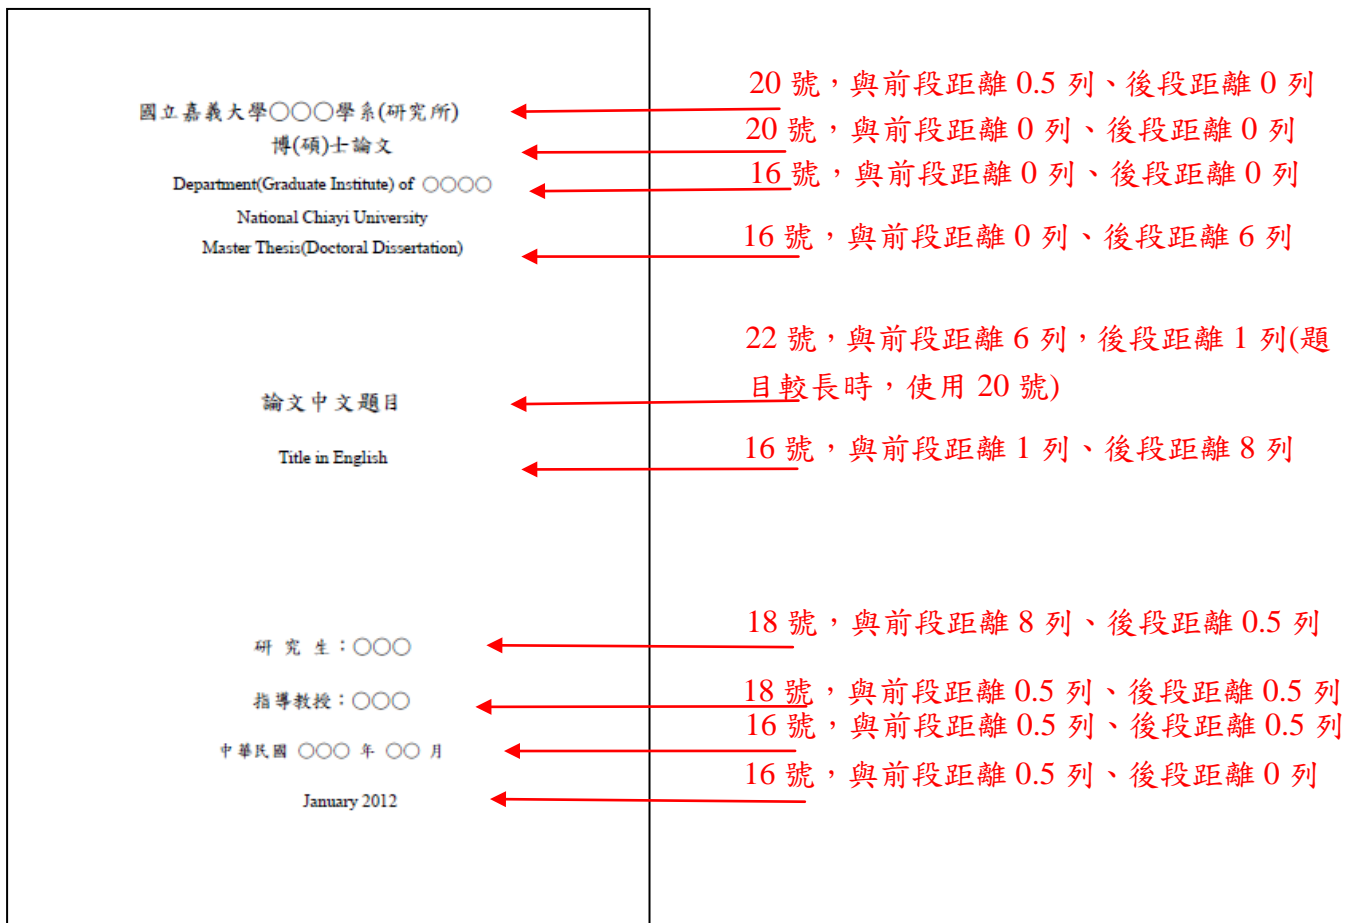 國立嘉義大學○○○學系(研究所)
博(碩)士論文
Department(Graduate Institute) of ○○○○
National Chiayi University
Master Thesis(Doctoral Dissertation)
論文中文題目
Title in English
研 究 生：○○○
指導教授：○○○
中華民國 ○○○ 年 ○○ 月
January 2012
20 號，與前段距離 0.5 列、後段距離 0 列
20 號，與前段距離 0 列、後段距離 0 列
16 號，與前段距離 0 列、後段距離 0 列
16 號，與前段距離 0 列、後段距離 6 列
22 號，與前段距離 6 列，後段距離 1 列(題
目較長時，使用 20 號)
16 號，與前段距離 1 列、後段距離 8 列
18 號，與前段距離 8 列、後段距離 0.5 列
18 號，與前段距離 0.5 列、後段距離 0.5 列
16 號，與前段距離 0.5 列、後段距離 0.5 列
16 號，與前段距離 0.5 列、後段距離 0 列